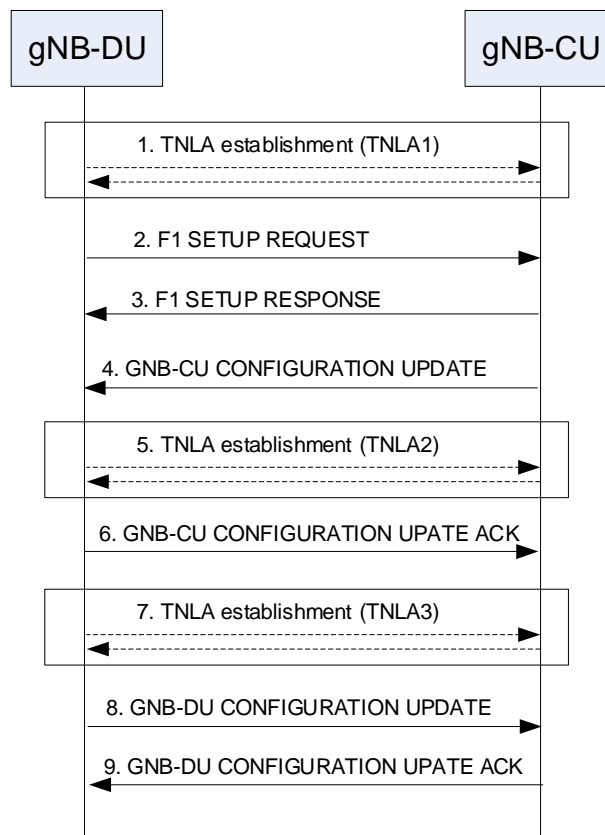 gNB-DU
gNB-CU
1. TNLA establishment (TNLA1)
2. F1 SETUP REQUEST
3. F1 SETUP RESPONSE
4. GNB-CU CONFIGURATION UPDATE
5. TNLA establishment (TNLA2)
6. GNB-CU CONFIGURATION UPATE ACK
7. TNLA establishment (TNLA3)
8. GNB-DU CONFIGURATION UPDATE
9. GNB-DU CONFIGURATION UPATE ACK